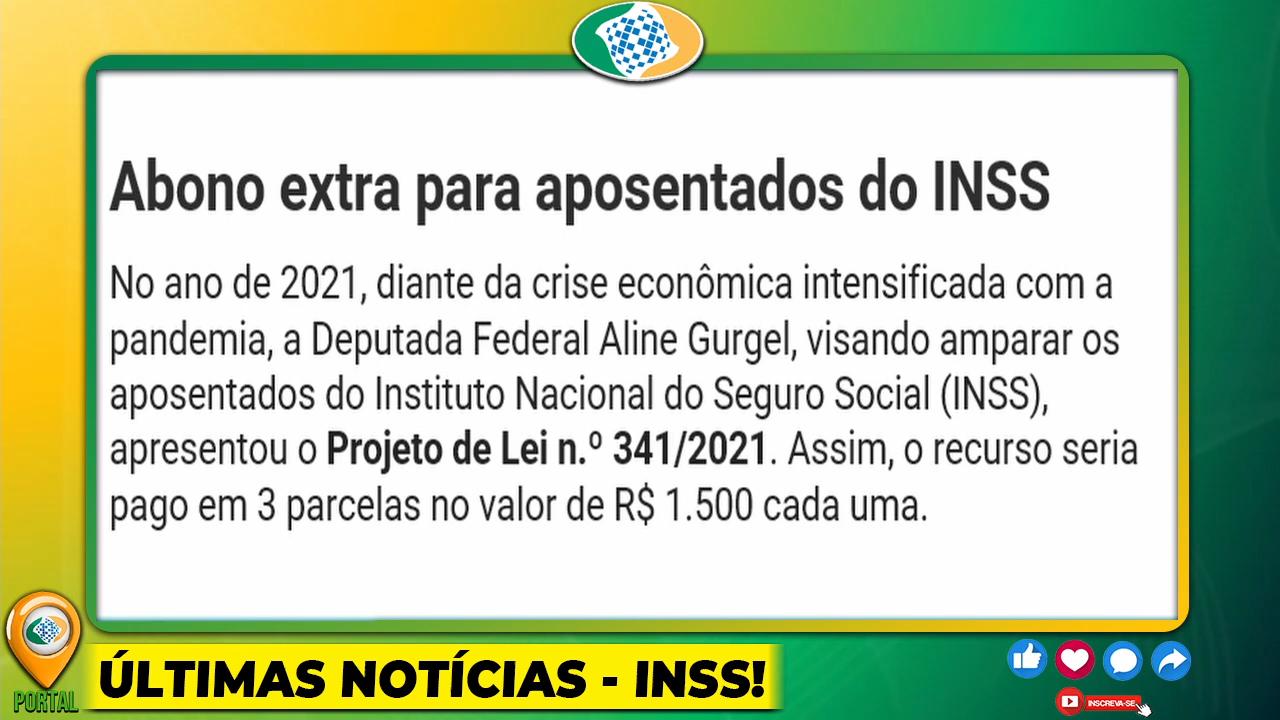 Abono extra para aposentados do INSS
No ano de 2021, diante da crise econômica intensificada com a
pandemia, a Deputada Federal Aline Gurgel, visando amparar os
aposentados do Instituto Nacional do Seguro Social (INSS),
apresentou o Projeto de Lei n.º 341/2021. Assim, o recurso seria
pago em 3 parcelas no valor de R$ 1.500 cada uma.
ÚLTIMAS NOTÍCIAS - INSS!
PORTAL
INSCREVA-SE